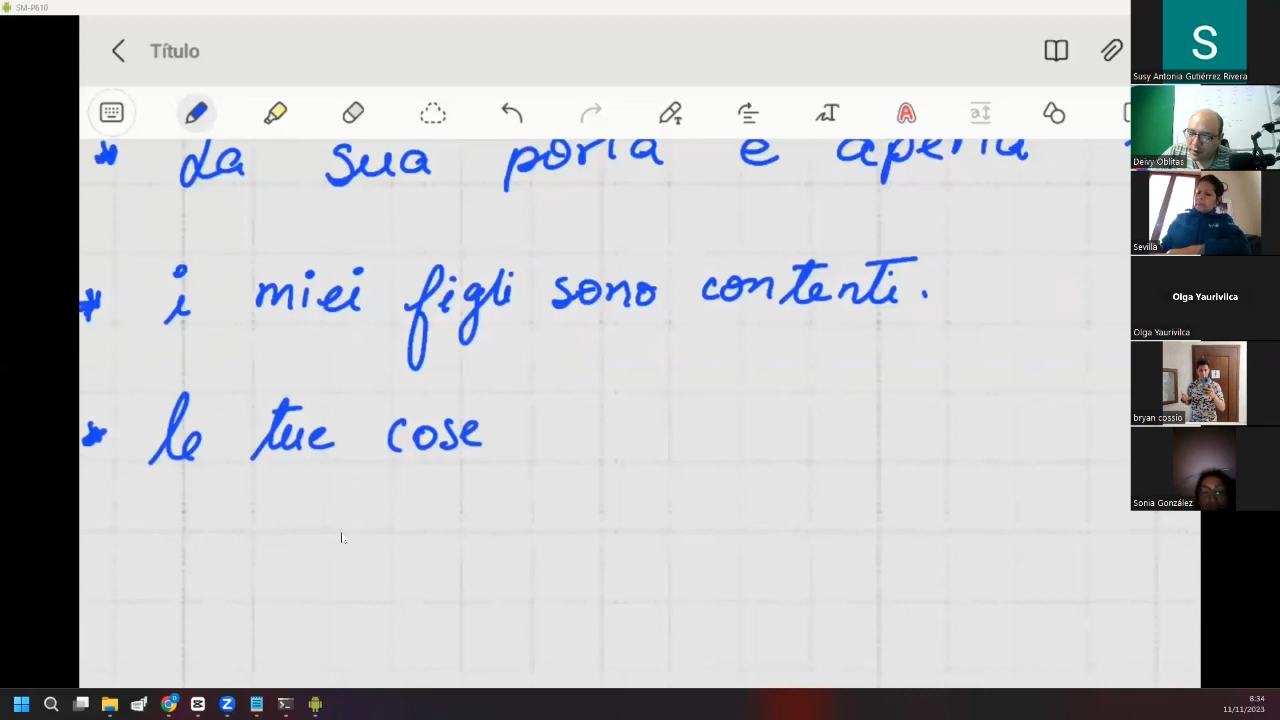 SM-P610
Título
* La sua porta e aperta
* i miei figli sono contenti.
* le tue cose
S
Susy Antonia Gutiérrez Rivera
Deivy Oblitas
Sevilla
Olga Yaurivilca
Olga Yaurivilca
bryan cossio
Sonia González
8:34
11/11/2023